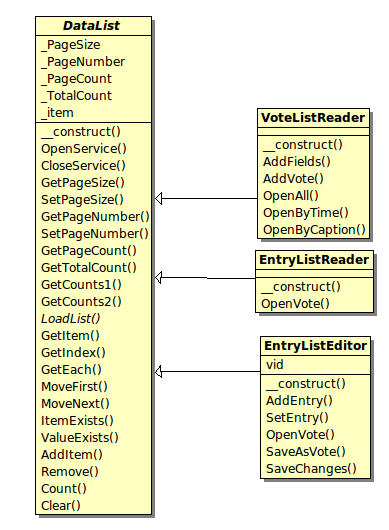 DataList
_PageSize
_PageNumber
_PageCount
_TotalCount
_item
__construct()
OpenService()
CloseService()
GetPageSize()
SetPageSize()
GetPageNumber()
SetPageNumber()
GetPageCount()
GetTotalCount()
GetCounts1()
GetCounts2()
LoadList()
GetItem()
GetIndex()
GetEach()
MoveFirst()
MoveNext()
ItemExists()
ValueExists()
AddItem()
Remove()
Count()
Clear()
VoteListReader
__construct()
AddFields()
AddVote()
OpenAll()
OpenByTime()
OpenByCaption()
EntryListReader
__construct()
OpenVote()
EntryListEditor
vid
__construct()
AddEntry()
SetEntry()
OpenVote()
SaveAsVote()
SaveChanges()